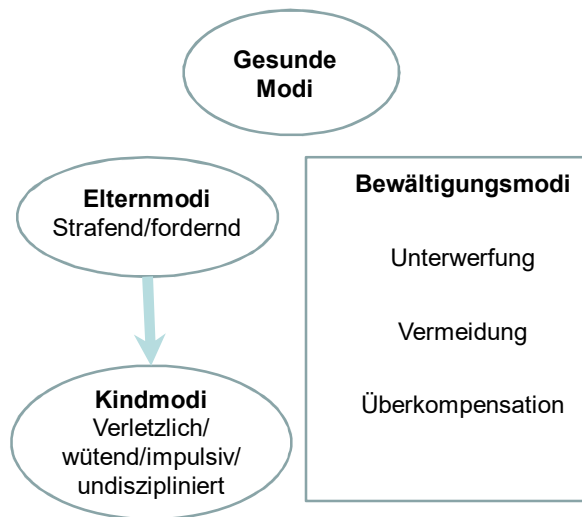 Gesunde
Modi
Elternmodi
Strafend/fordernd
Kindmodi
Verletzlich/
wütend/impulsiv/
undiszipliniert
Bewältigungsmodi
Unterwerfung
Vermeidung
Überkompensation